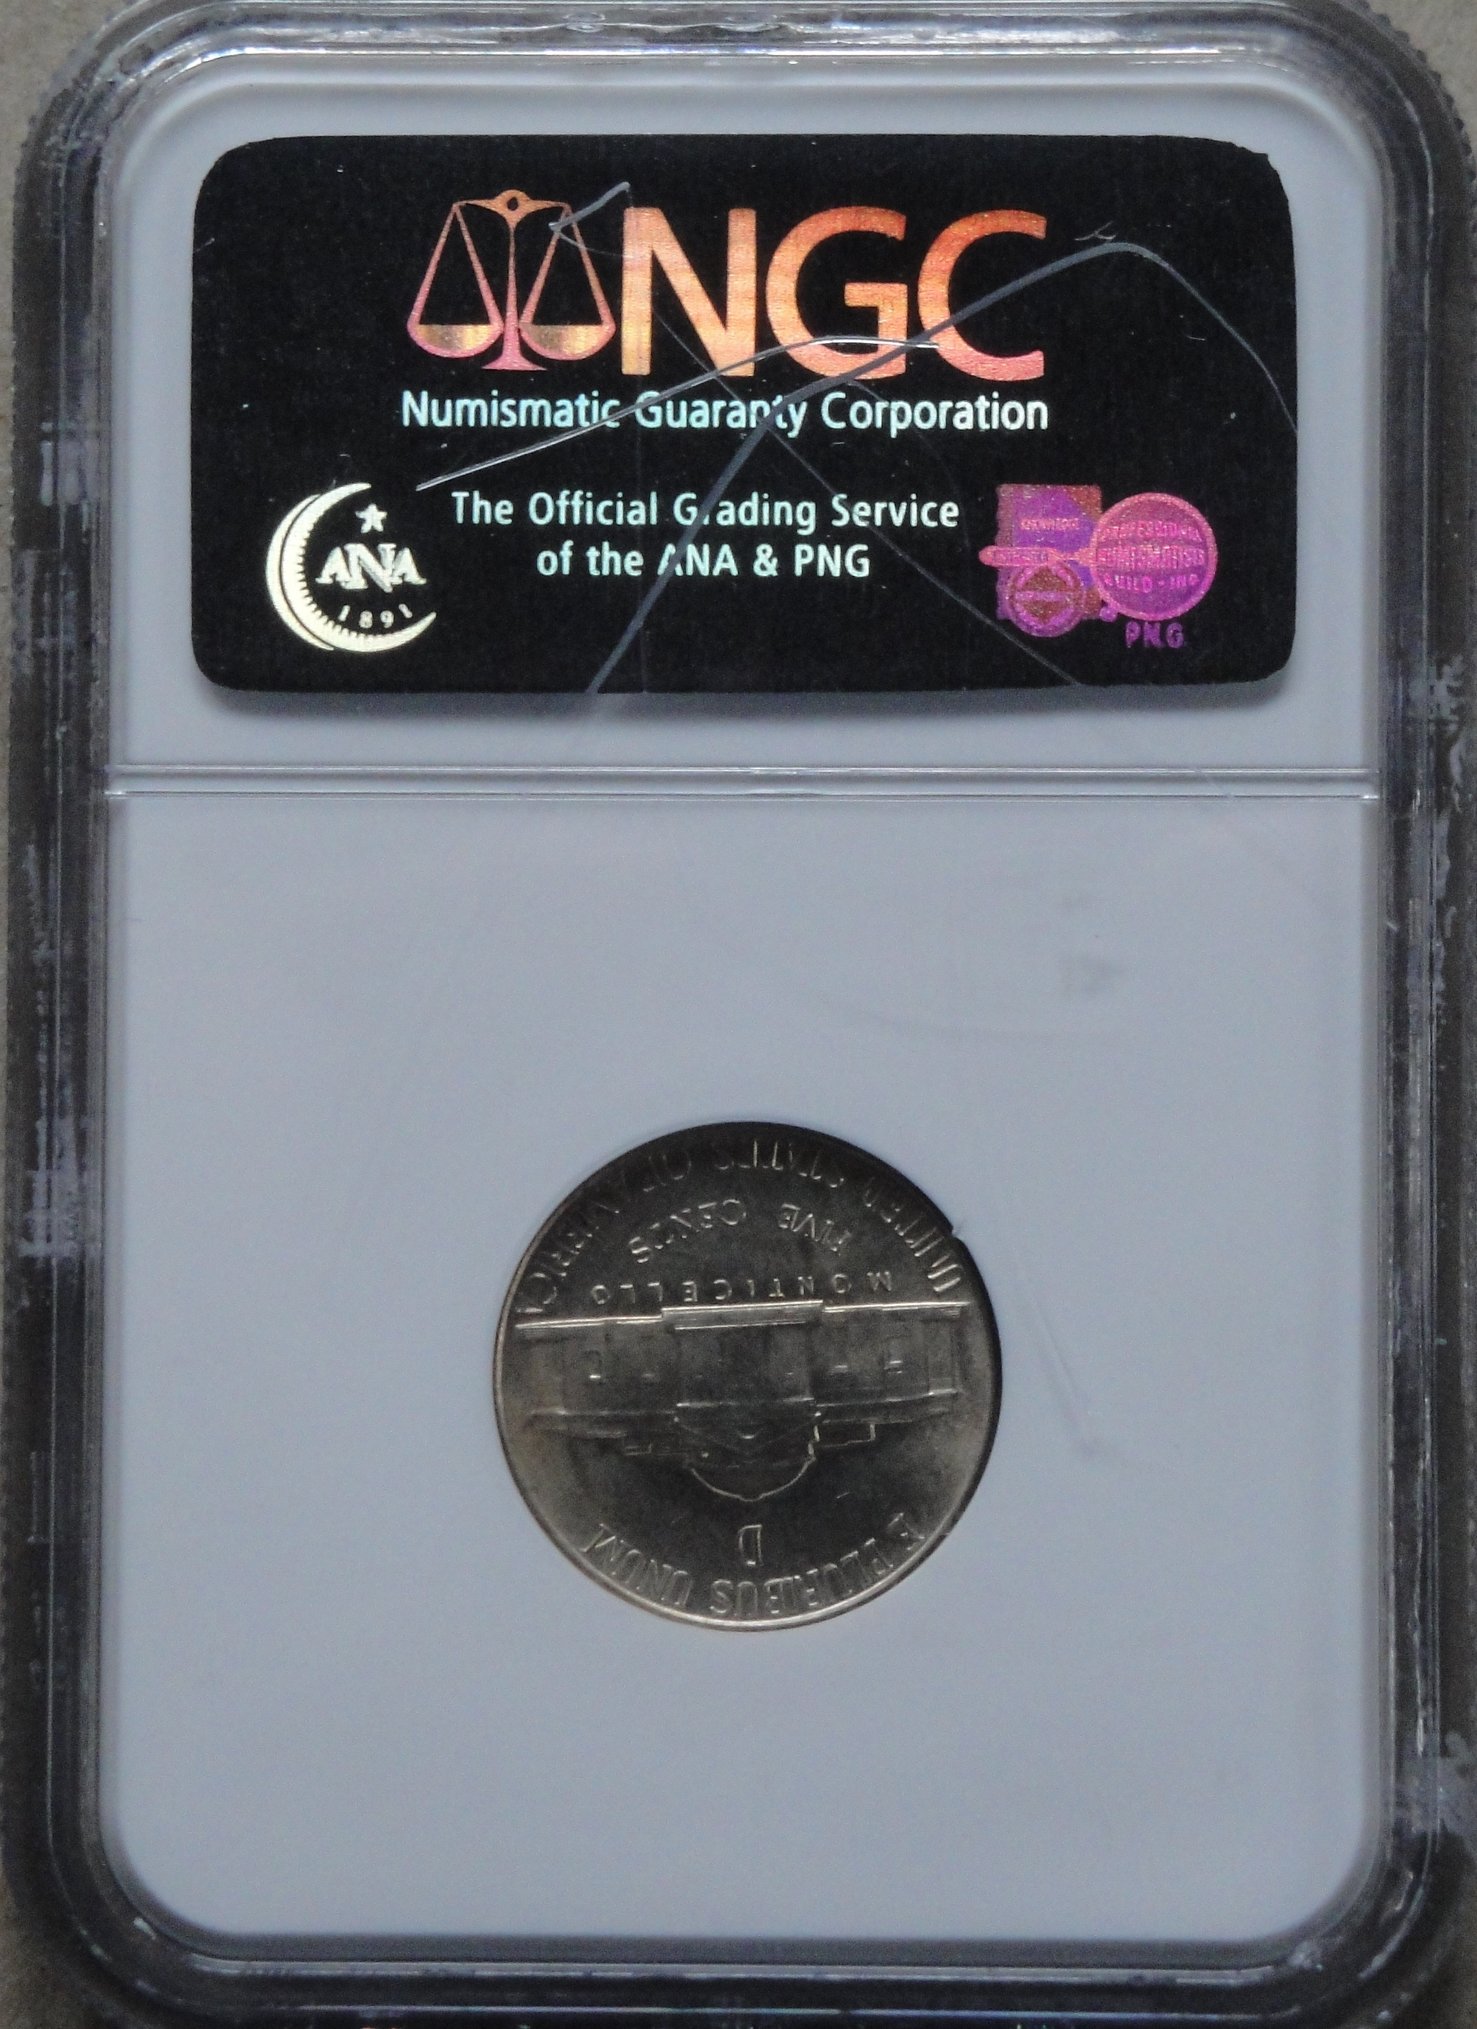 NGC
Numismatic Guaranty Corporation
The Official Grading Service
of the ANA & PNG
ANA
1891
PNG
E PLURIBUS UNUM
D
MONTICELLO
FIVE CENTS
UNITED STATES OF AMERICA